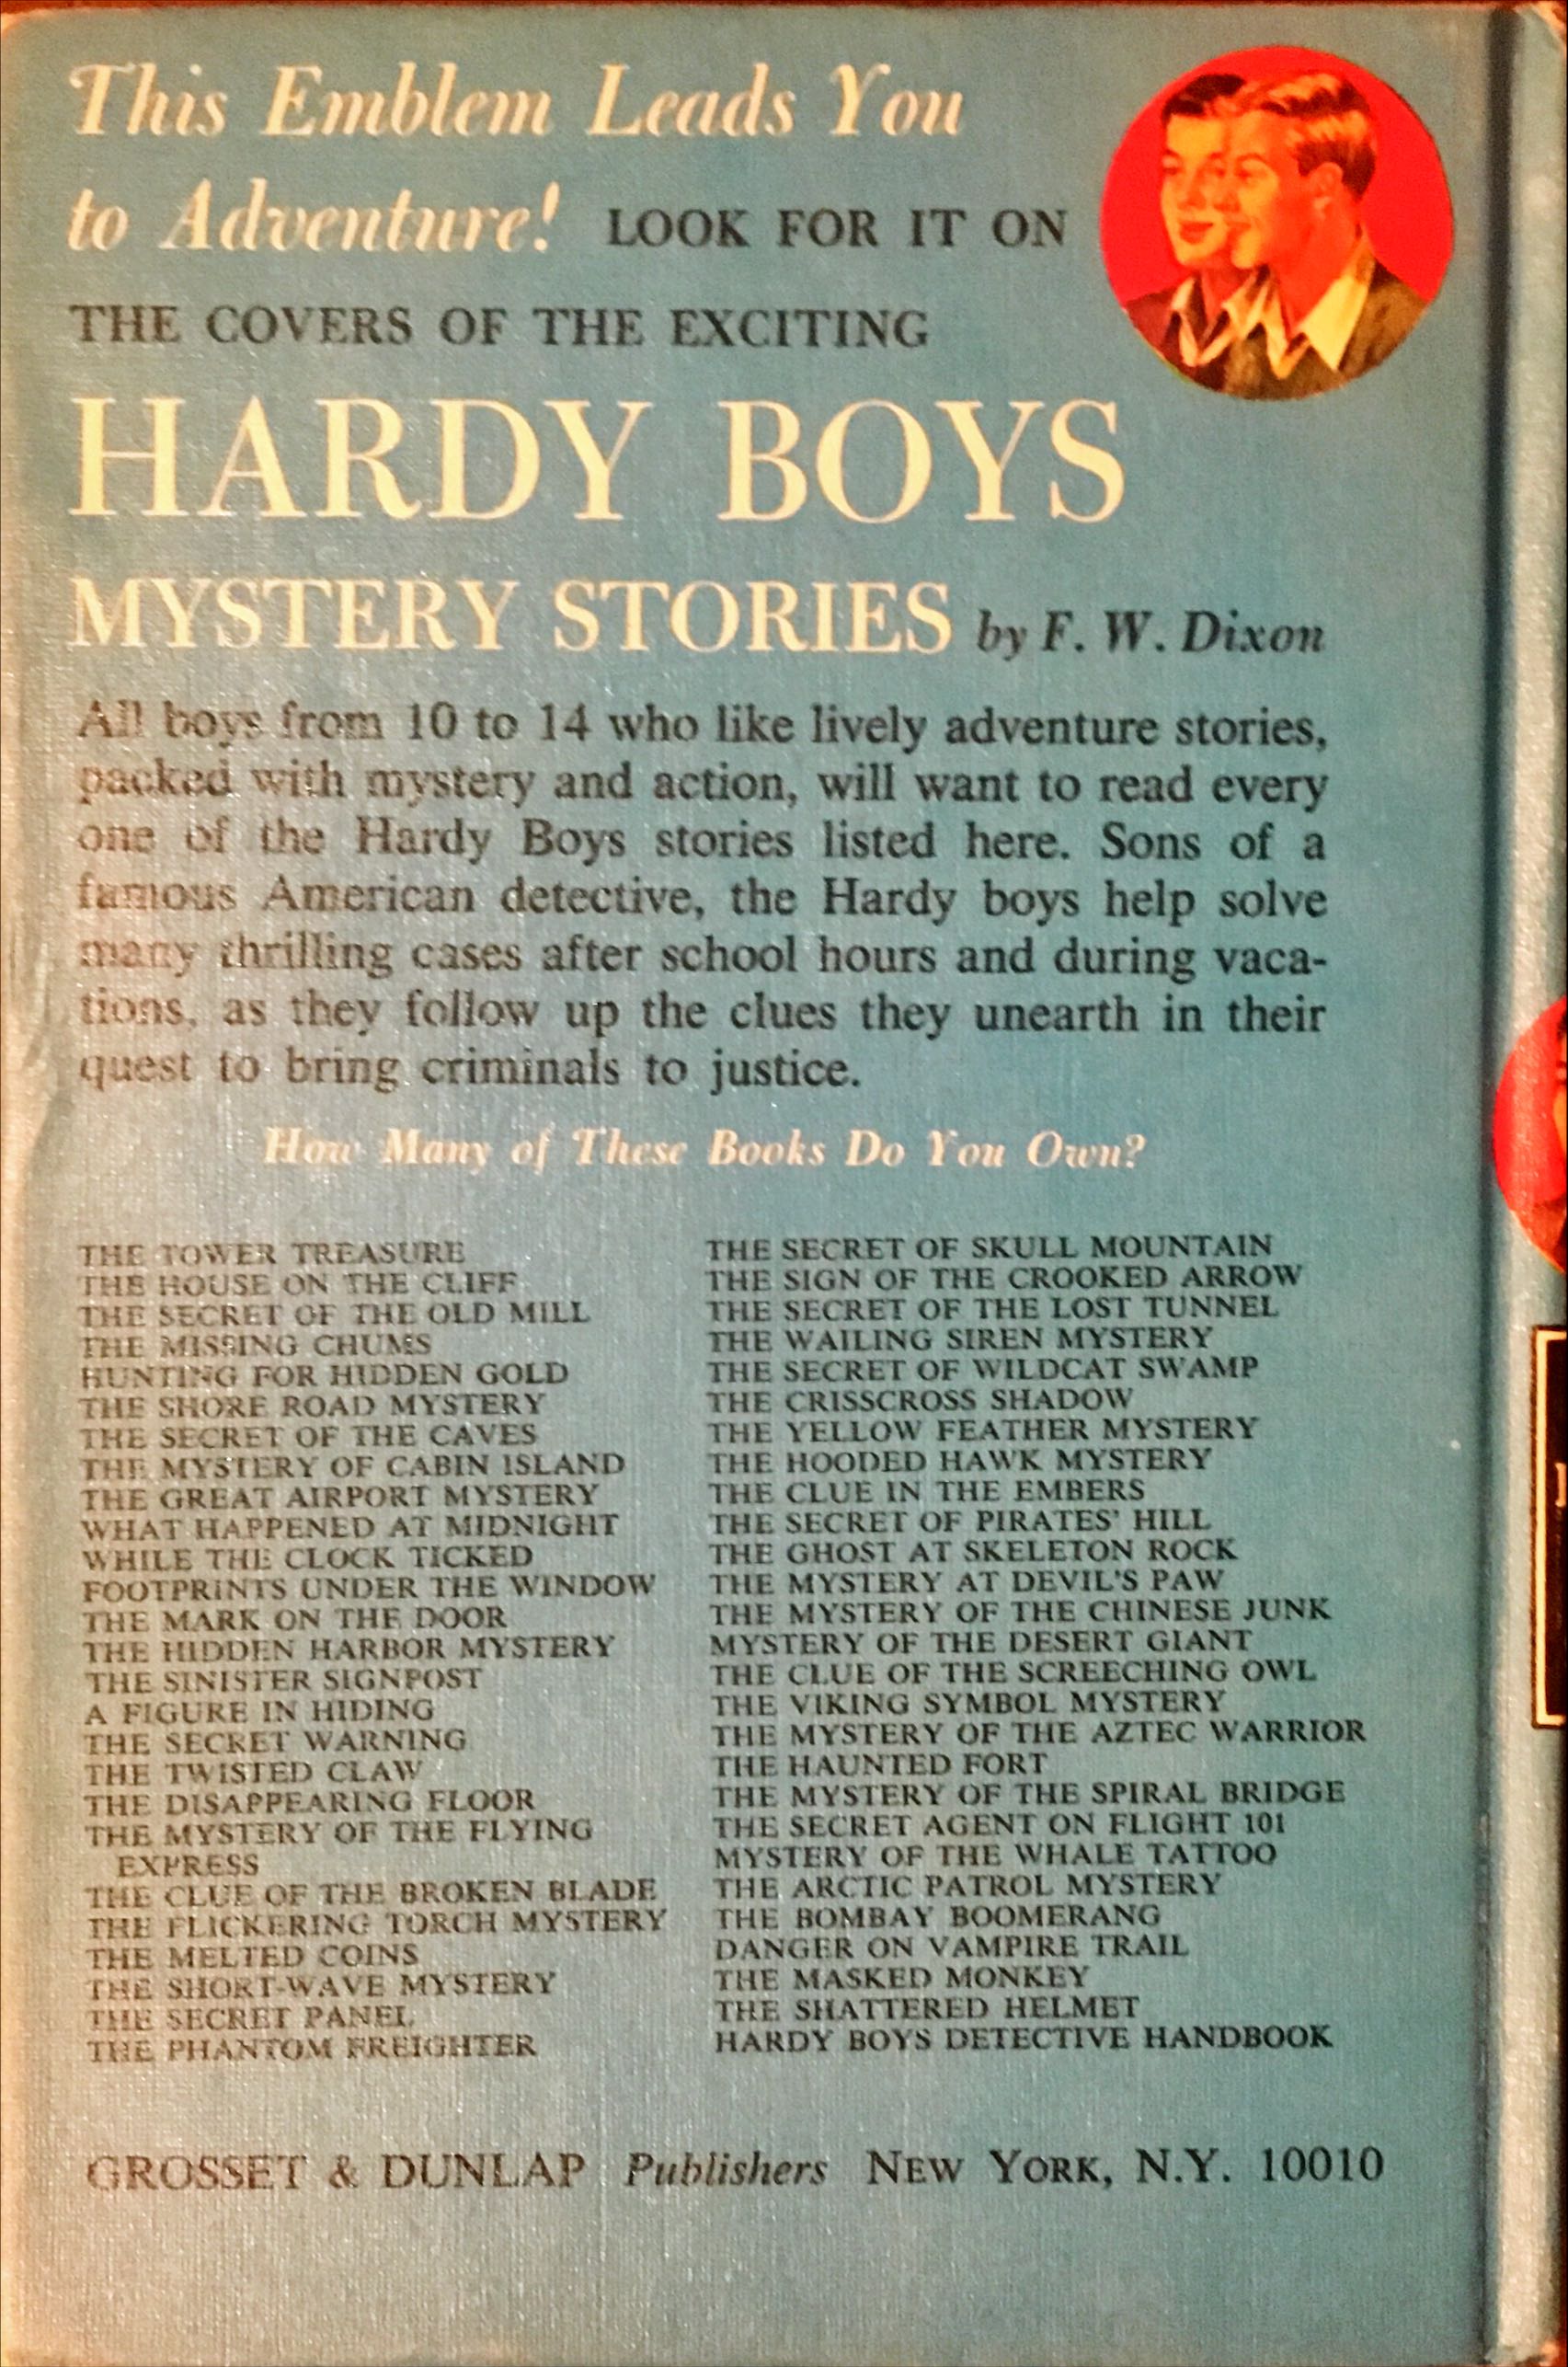 This Emblem Leads You
to Adventure! LOOK FOR IT ON
THE COVERS OF THE EXCITING
HARDY BOYS
MYSTERY STORIES by F. W. Dixon
All boys from 10 to 14 who like lively adventure stories,
packed with mystery and action, will want to read every
one of the Hardy Boys stories listed here. Sons of a
famous American detective, the Hardy boys help solve
many thrilling cases after school hours and during vaca-
tions, as they follow up the clues they unearth in their
quest to bring criminals to justice.
How Many of These Books Do You Own?
THE TOWER TREASURE
THE HOUSE ON THE CLIFF
THE SECRET OF THE OLD MILL
THE MISSING CHUMS
HUNTING FOR HIDDEN GOLD
THE SHORE ROAD MYSTERY
THE SECRET OF THE CAVES
THE MYSTERY OF CABIN ISLAND
THE GREAT AIRPORT MYSTERY
WHAT HAPPENED AT MIDNIGHT
WHILE THE CLOCK TICKED
FOOTPRINTS UNDER THE WINDOW
THE MARK ON THE DOOR
THE HIDDEN HARBOR MYSTERY
THE SINISTER SIGNPOST
A FIGURE IN HIDING
THE SECRET WARNING
THE TWISTED CLAW
THE DISAPPEARING FLOOR
THE MYSTERY OF THE FLYING
EXPRESS
THE CLUE OF THE BROKEN BLADE
THE FLICKERING TORCH MYSTERY
THE MELTED COINS
THE SHORT-WAVE MYSTERY
THE SECRET PANEL
THE PHANTOM FREIGHTER
THE SECRET OF SKULL MOUNTAIN
THE SIGN OF THE CROOKED ARROW
THE SECRET OF THE LOST TUNNEL
THE WAILING SIREN MYSTERY
THE SECRET OF WILDCAT SWAMP
THE CRISSCROSS SHADOW
THE YELLOW FEATHER MYSTERY
THE HOODED HAWK MYSTERY
THE CLUE IN THE EMBERS
THE SECRET OF PIRATES' HILL
THE GHOST AT SKELETON ROCK
THE MYSTERY AT DEVIL'S PAW
THE MYSTERY OF THE CHINESE JUNK
MYSTERY OF THE DESERT GIANT
THE CLUE OF THE SCREECHING OWL
THE VIKING SYMBOL MYSTERY
THE MYSTERY OF THE AZTEC WARRIOR
THE HAUNTED FORT
THE MYSTERY OF THE SPIRAL BRIDGE
THE SECRET AGENT ON FLIGHT 101
MYSTERY OF THE WHALE TATTOO
THE ARCTIC PATROL MYSTERY
THE BOMBAY BOOMERANG
DANGER ON VAMPIRE TRAIL
THE MASKED MONKEY
THE SHATTERED HELMET
HARDY BOYS DETECTIVE HANDBOOK
GROSSET & DUNLAP Publishers NEW YORK, N.Y. 10010